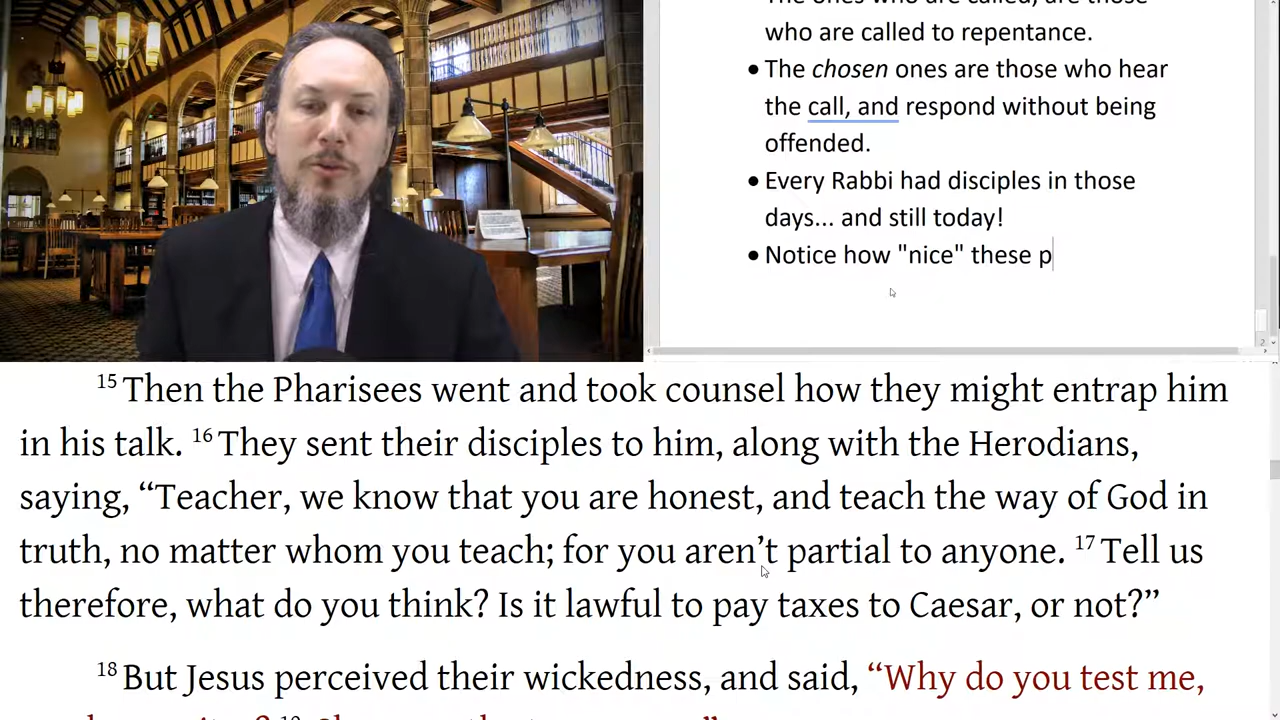 who are called to repentance.
• The chosen ones are those who hear
the call, and respond without being
offended.
• Every Rabbi had disciples in those
days... and still today!
• Notice how "nice" these p
15 Then the Pharisees went and took counsel how they might entrap him
in his talk. 16 They sent their disciples to him, along with the Herodians,
saying, “Teacher, we know that you are honest, and teach the way of God in
truth, no matter whom you teach; for you aren’t partial to anyone. 17 Tell us
therefore, what do you think? Is it lawful to pay taxes to Caesar, or not?”
18 But Jesus perceived their wickedness, and said, “Why do you test me,